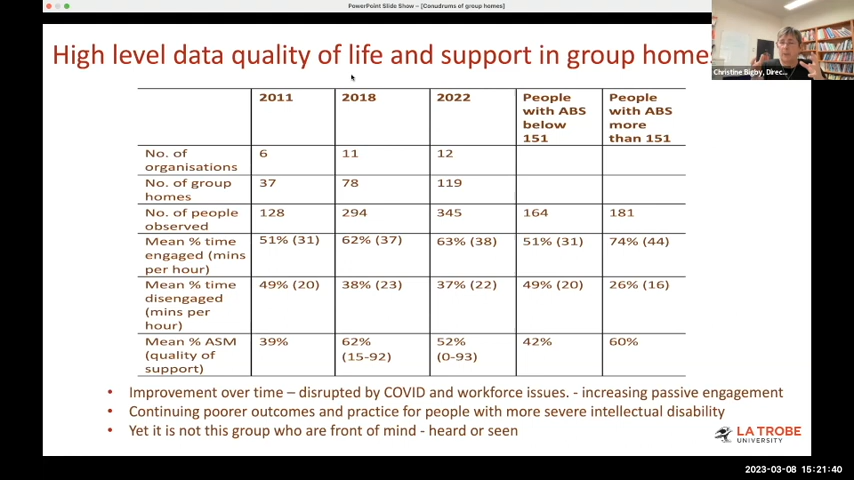 PowerPoint Slide Show – [Conudrums of group homes]
High level data quality of life and support in group homes
Christine Bigby, Direc...
2011 2018 2022 People with ABS below 151 People with ABS more than 151
No. of organisations 6 11 12
No. of group homes 37 78 119
No. of people observed 128 294 345 164 181
Mean % time engaged (mins per hour) 51% (31) 62% (37) 63% (38) 51% (31) 74% (44)
Mean % time disengaged (mins per hour) 49% (20) 38% (23) 37% (22) 49% (20) 26% (16)
Mean % ASM (quality of support) 39% 62% (15-92) 52% (0-93) 42% 60%
• Improvement over time – disrupted by COVID and workforce issues. - increasing passive engagement
• Continuing poorer outcomes and practice for people with more severe intellectual disability
• Yet it is not this group who are front of mind - heard or seen
LA TROBE
UNIVERSITY
2023-03-08 15:21:40